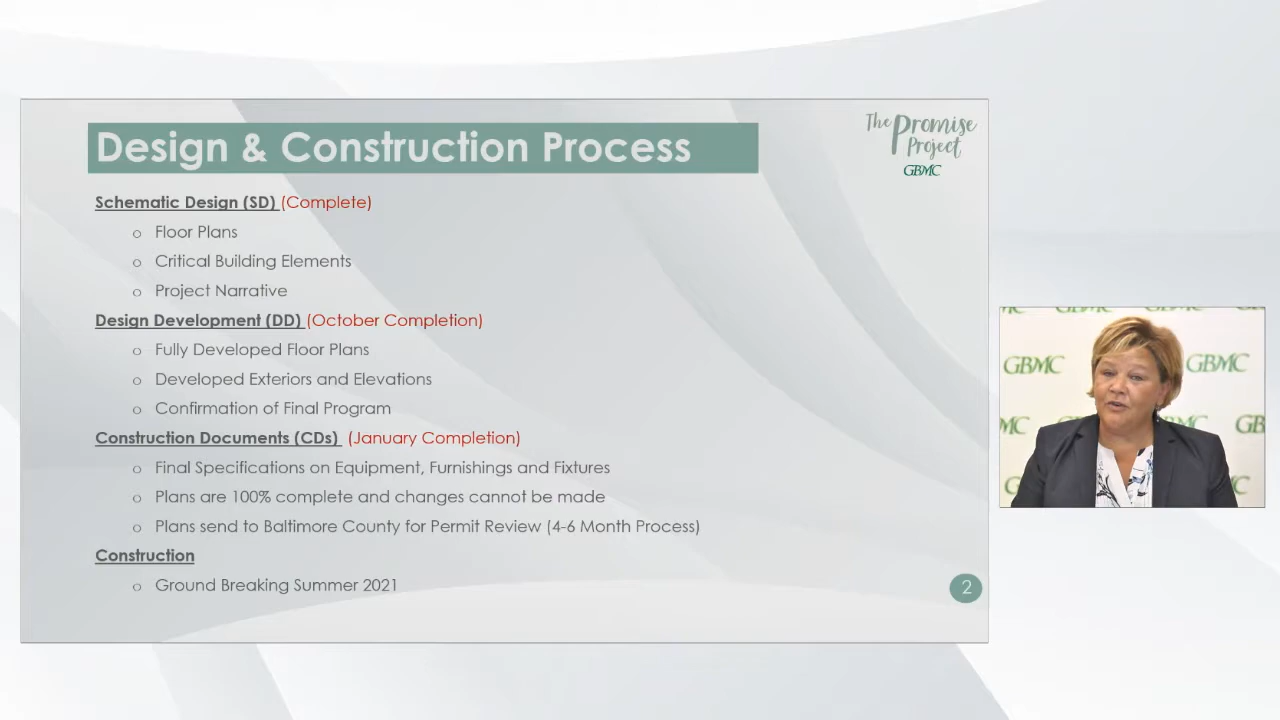 Design & Construction Process
The Promise Project
GBMC
Schematic Design (SD) (Complete)
o Floor Plans
o Critical Building Elements
o Project Narrative
Design Development (DD) (October Completion)
o Fully Developed Floor Plans
o Developed Exteriors and Elevations
o Confirmation of Final Program
Construction Documents (CDs) (January Completion)
o Final Specifications on Equipment, Furnishings and Fixtures
o Plans are 100% complete and changes cannot be made
o Plans send to Baltimore County for Permit Review (4-6 Month Process)
Construction
o Ground Breaking Summer 2021
2
GBMC
GBMC
MC
GB